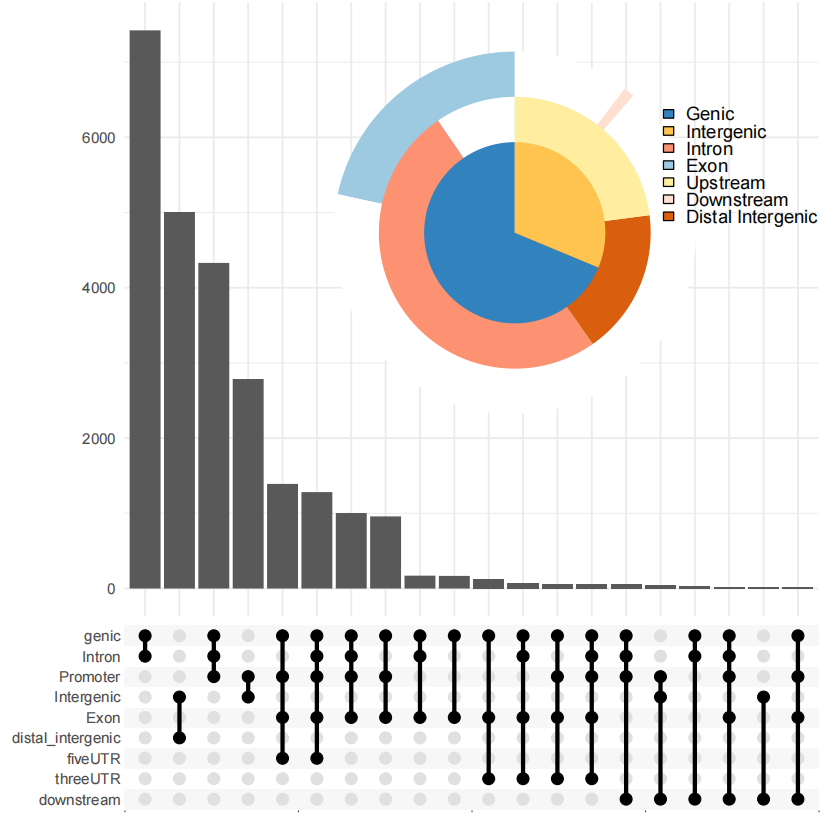 Genic
Intergenic
Intron
Exon
Upstream
Downstream
Distal Intergenic
6000
4000
2000
0
genic
Intron
Promoter
Intergenic
Exon
distal_intergenic
fiveUTR
threeUTR
downstream